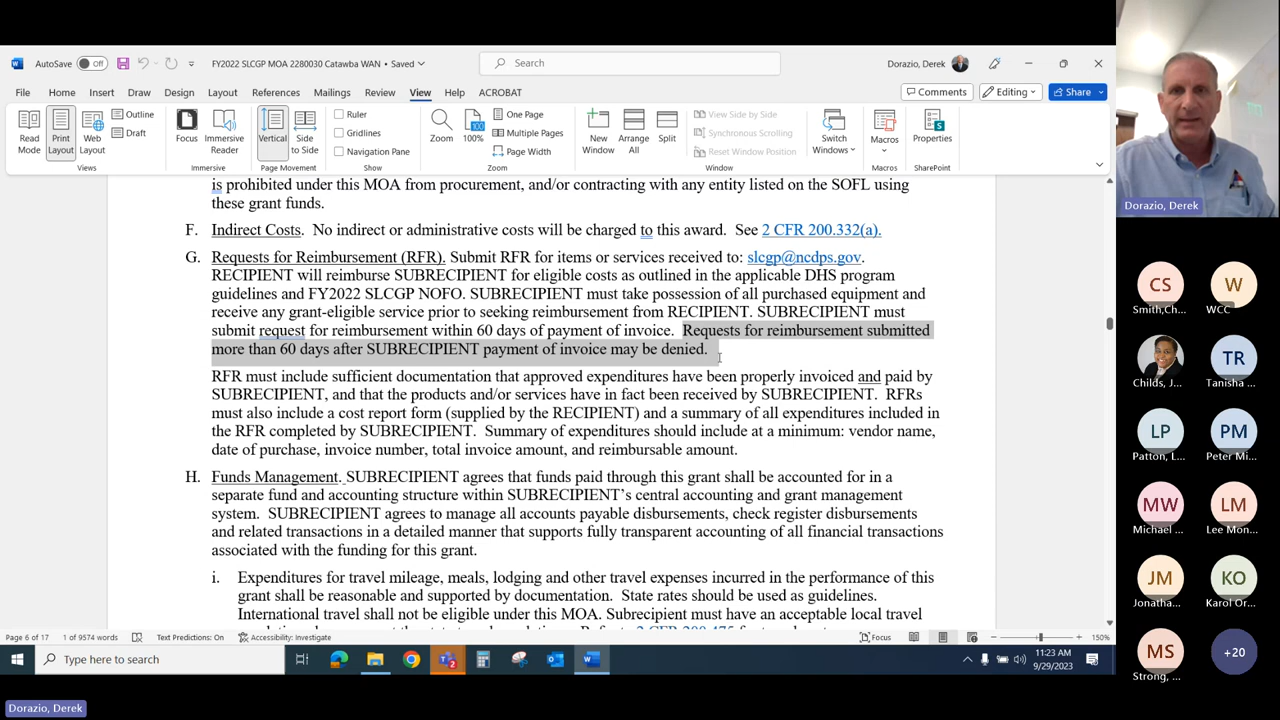 AutoSave Off FY2022 SLCGP MOA 2280030 Catawba WAN • Saved Search Dorazio, Derek
File Home Insert Draw Design Layout References Mailings Review View Help ACROBAT Comments Editing Share
Read Mode Print Layout Web Layout Outline Draft Focus Immersive Reader Vertical Side to Side Ruler Gridlines Navigation Pane Zoom 100% One Page Multiple Pages Page Width New Window Arrange All Split View Side by Side Synchronous Scrolling Reset Window Position Switch Windows Macros Properties
Views Immersive Page Movement Show Zoom Window Macros SharePoint
is prohibited under this MOA from procurement, and/or contracting with any entity listed on the SOFL using
these grant funds.
F. Indirect Costs. No indirect or administrative costs will be charged to this award. See 2 CFR 200.332(a).
G. Requests for Reimbursement (RFR). Submit RFR for items or services received to: slcgp@ncdps.gov.
RECIPIENT will reimburse SUBRECIPIENT for eligible costs as outlined in the applicable DHS program
guidelines and FY2022 SLCGP NOFO. SUBRECIPIENT must take possession of all purchased equipment and
receive any grant-eligible service prior to seeking reimbursement from RECIPIENT. SUBRECIPIENT must
submit request for reimbursement within 60 days of payment of invoice. Requests for reimbursement submitted
more than 60 days after SUBRECIPIENT payment of invoice may be denied.
RFR must include sufficient documentation that approved expenditures have been properly invoiced and paid by
SUBRECIPIENT, and that the products and/or services have in fact been received by SUBRECIPIENT. RFRs
must also include a cost report form (supplied by the RECIPIENT) and a summary of all expenditures included in
the RFR completed by SUBRECIPIENT. Summary of expenditures should include at a minimum: vendor name,
date of purchase, invoice number, total invoice amount, and reimbursable amount.
H. Funds Management. SUBRECIPIENT agrees that funds paid through this grant shall be accounted for in a
separate fund and accounting structure within SUBRECIPIENT's central accounting and grant management
system. SUBRECIPIENT agrees to manage all accounts payable disbursements, check register disbursements
and related transactions in a detailed manner that supports fully transparent accounting of all financial transactions
associated with the funding for this grant.
i. Expenditures for travel mileage, meals, lodging and other travel expenses incurred in the performance of this
grant shall be reasonable and supported by documentation. State rates should be used as guidelines.
International travel shall not be eligible under this MOA. Subrecipient must have an acceptable local travel
Page 6 of 17 1 of 9574 words Text Predictions: On Accessibility: Investigate Focus 150%
Type here to search 11:23 AM
9/29/2023
Dorazio, Derek
Dorazio, Derek
CS W
Smith,Ch... WCC
TR
Childs, J... Tanisha ...
LP PM
Patton, L... Peter Mi...
MW LM
Michael ... Lee Mon...
JM KO
Jonatha... Karol Or...
MS +20
Strong, ...